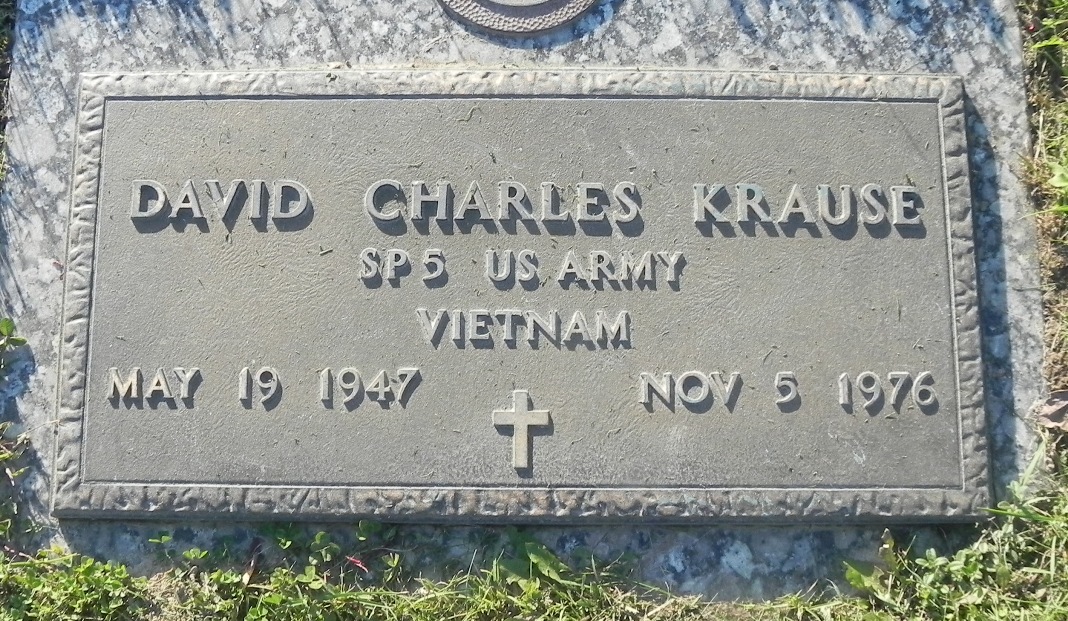 DAVID CHARLES KRAUSE
SP 5 US ARMY
VIETNAM
MAY 19 1947 NOV 5 1976